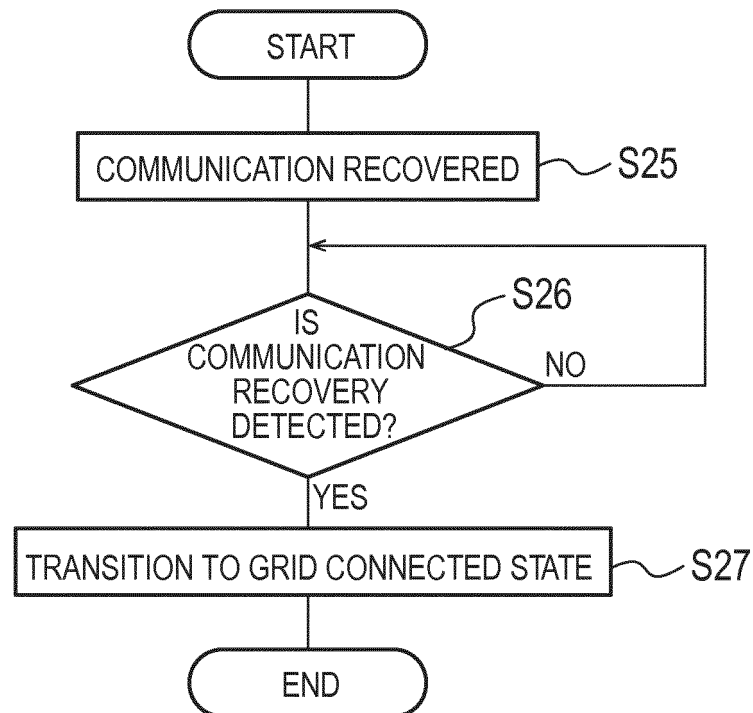 START
COMMUNICATION RECOVERED
S25
S26
IS
COMMUNICATION
RECOVERY
DETECTED?
NO
YES
TRANSITION TO GRID CONNECTED STATE
S27
END